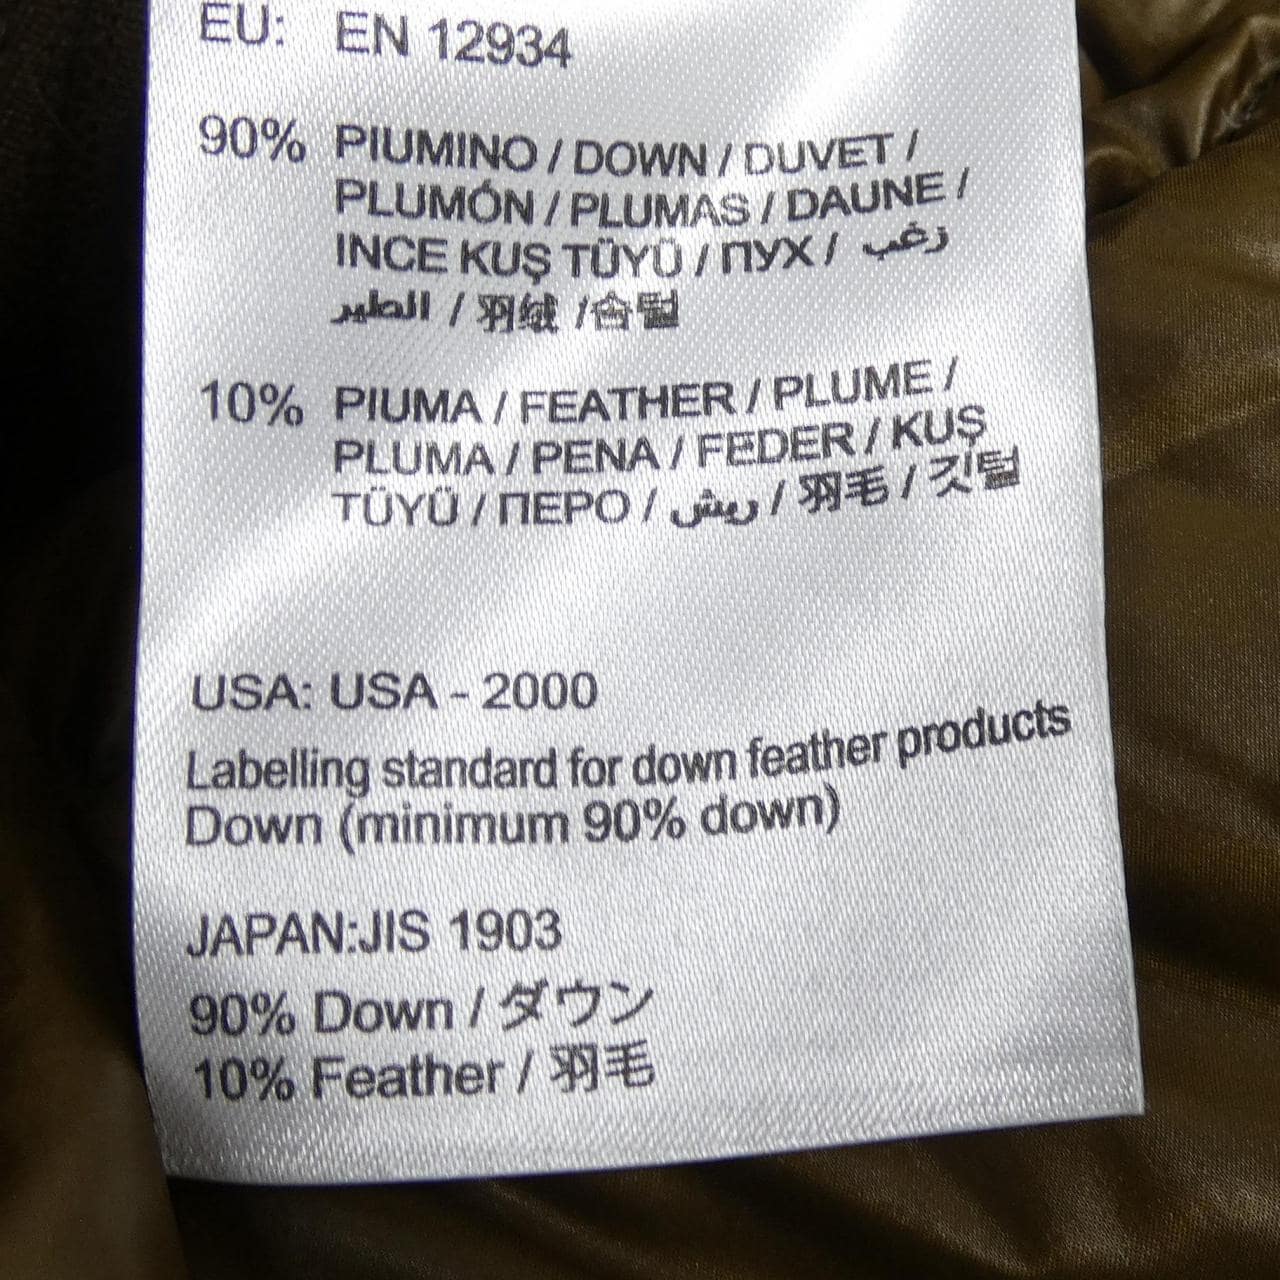 EU: EN 12934
90% PIUMINO / DOWN / DUVET /
PLUMÓN / PLUMAS / DAUNE /
INCE KUŞ TÜYÜ / ПУХ / زغب
الطير / 羽绒 /솜털
10% PIUMA / FEATHER / PLUME /
PLUMA / PENA / FEDER / KUŞ
TÜYÜ / ПЕРО / ريش / 羽毛 / 깃털
USA: USA - 2000
Labelling standard for down feather products
Down (minimum 90% down)
JAPAN:JIS 1903
90% Down / ダウン
10% Feather / 羽毛